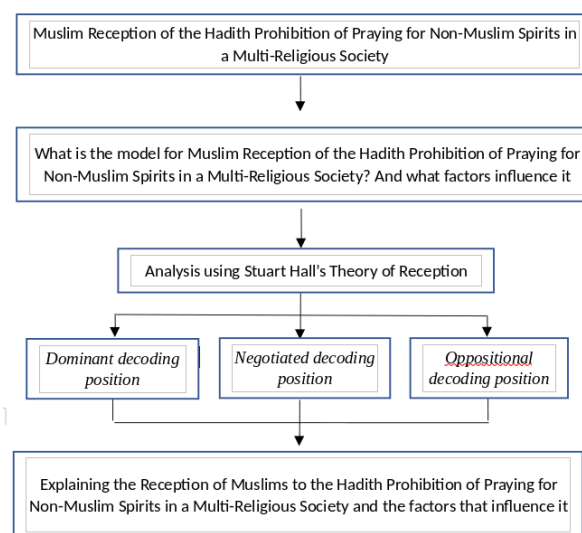 Muslim Reception of the Hadith Prohibition of Praying for Non-Muslim Spirits in
a Multi-Religious Society
What is the model for Muslim Reception of the Hadith Prohibition of Praying for
Non-Muslim Spirits in a Multi-Religious Society? And what factors influence it
Analysis using Stuart Hall's Theory of Reception
Dominant decoding
position
Negotiated decoding
position
Oppositional
decoding position
Explaining the Reception of Muslims to the Hadith Prohibition of Praying for
Non-Muslim Spirits in a Multi-Religious Society and the factors that influence it